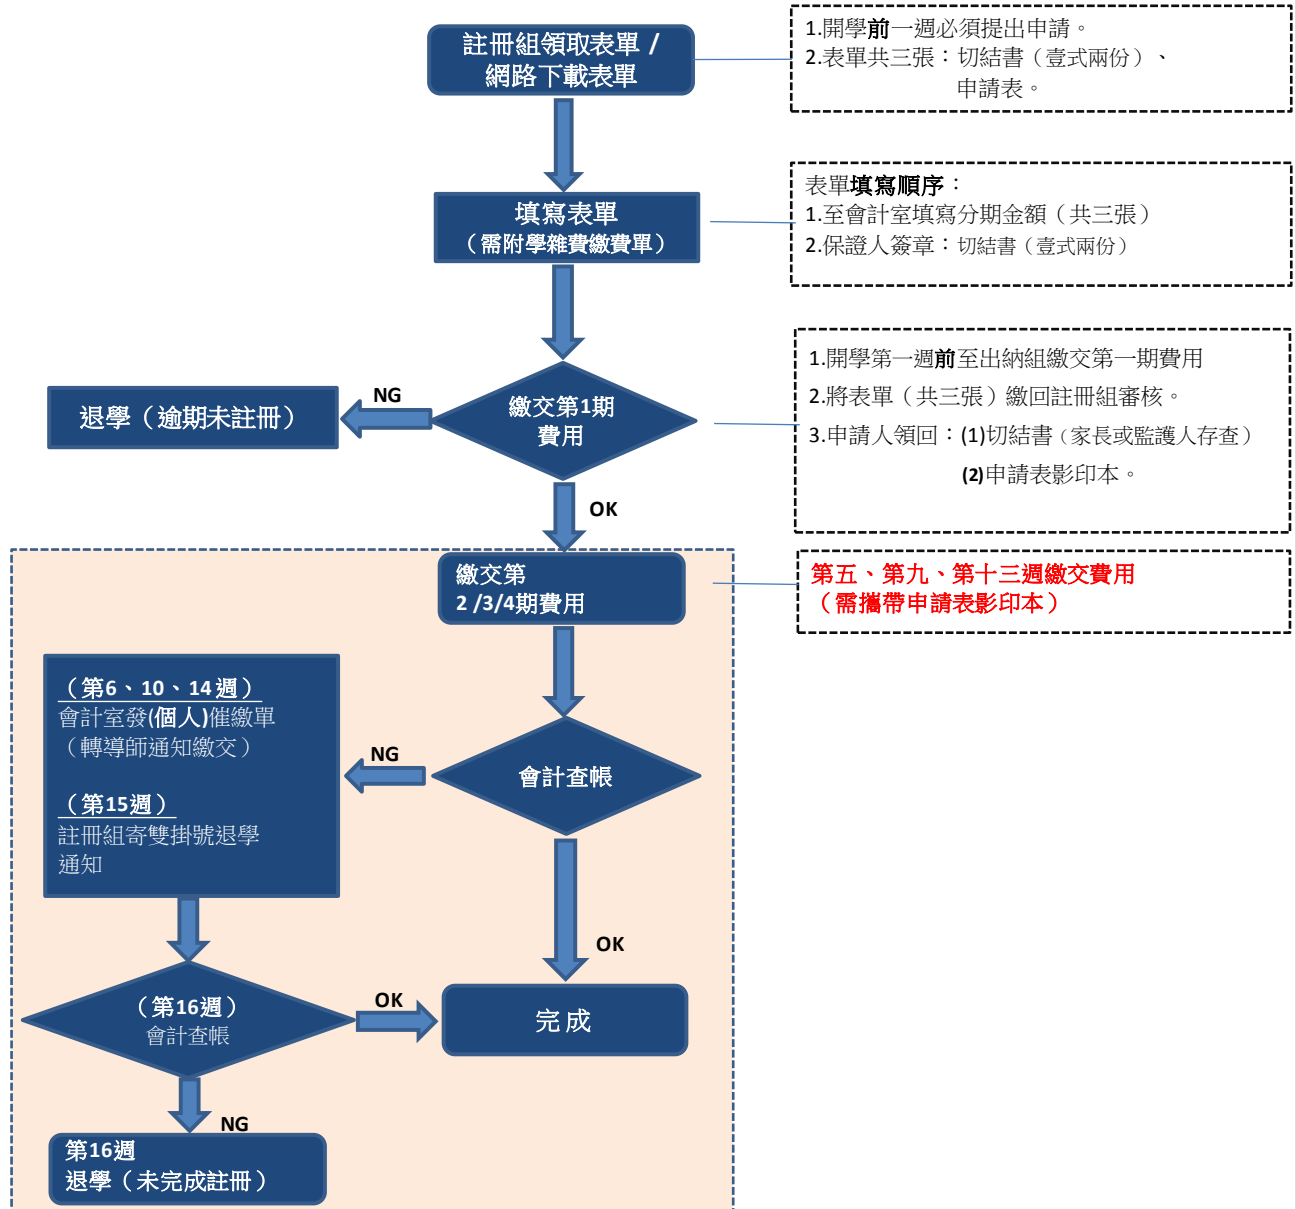 註冊組領取表單 /
網路下載表單
1.開學前一週必須提出申請。
2.表單共三張：切結書（壹式兩份）、
申請表。
填寫表單
（需附學雜費繳費單）
表單填寫順序：
1.至會計室填寫分期金額（共三張）
2.保證人簽章：切結書（壹式兩份）
繳交第1期
費用
NG
退學（逾期未註冊）
1.開學第一週前至出納組繳交第一期費用
2.將表單（共三張）繳回註冊組審核。
3.申請人領回：(1)切結書（家長或監護人存查）
(2)申請表影印本。
OK
繳交第
2 /3/4期費用
第五、第九、第十三週繳交費用
（需攜帶申請表影印本）
（第6、10、14週）
會計室發(個人)催繳單
（轉導師通知繳交）
（第15週）
註冊組寄雙掛號退學
通知
NG
會計查帳
OK
（第16週）
會計查帳
OK
完成
NG
第16週
退學（未完成註冊）